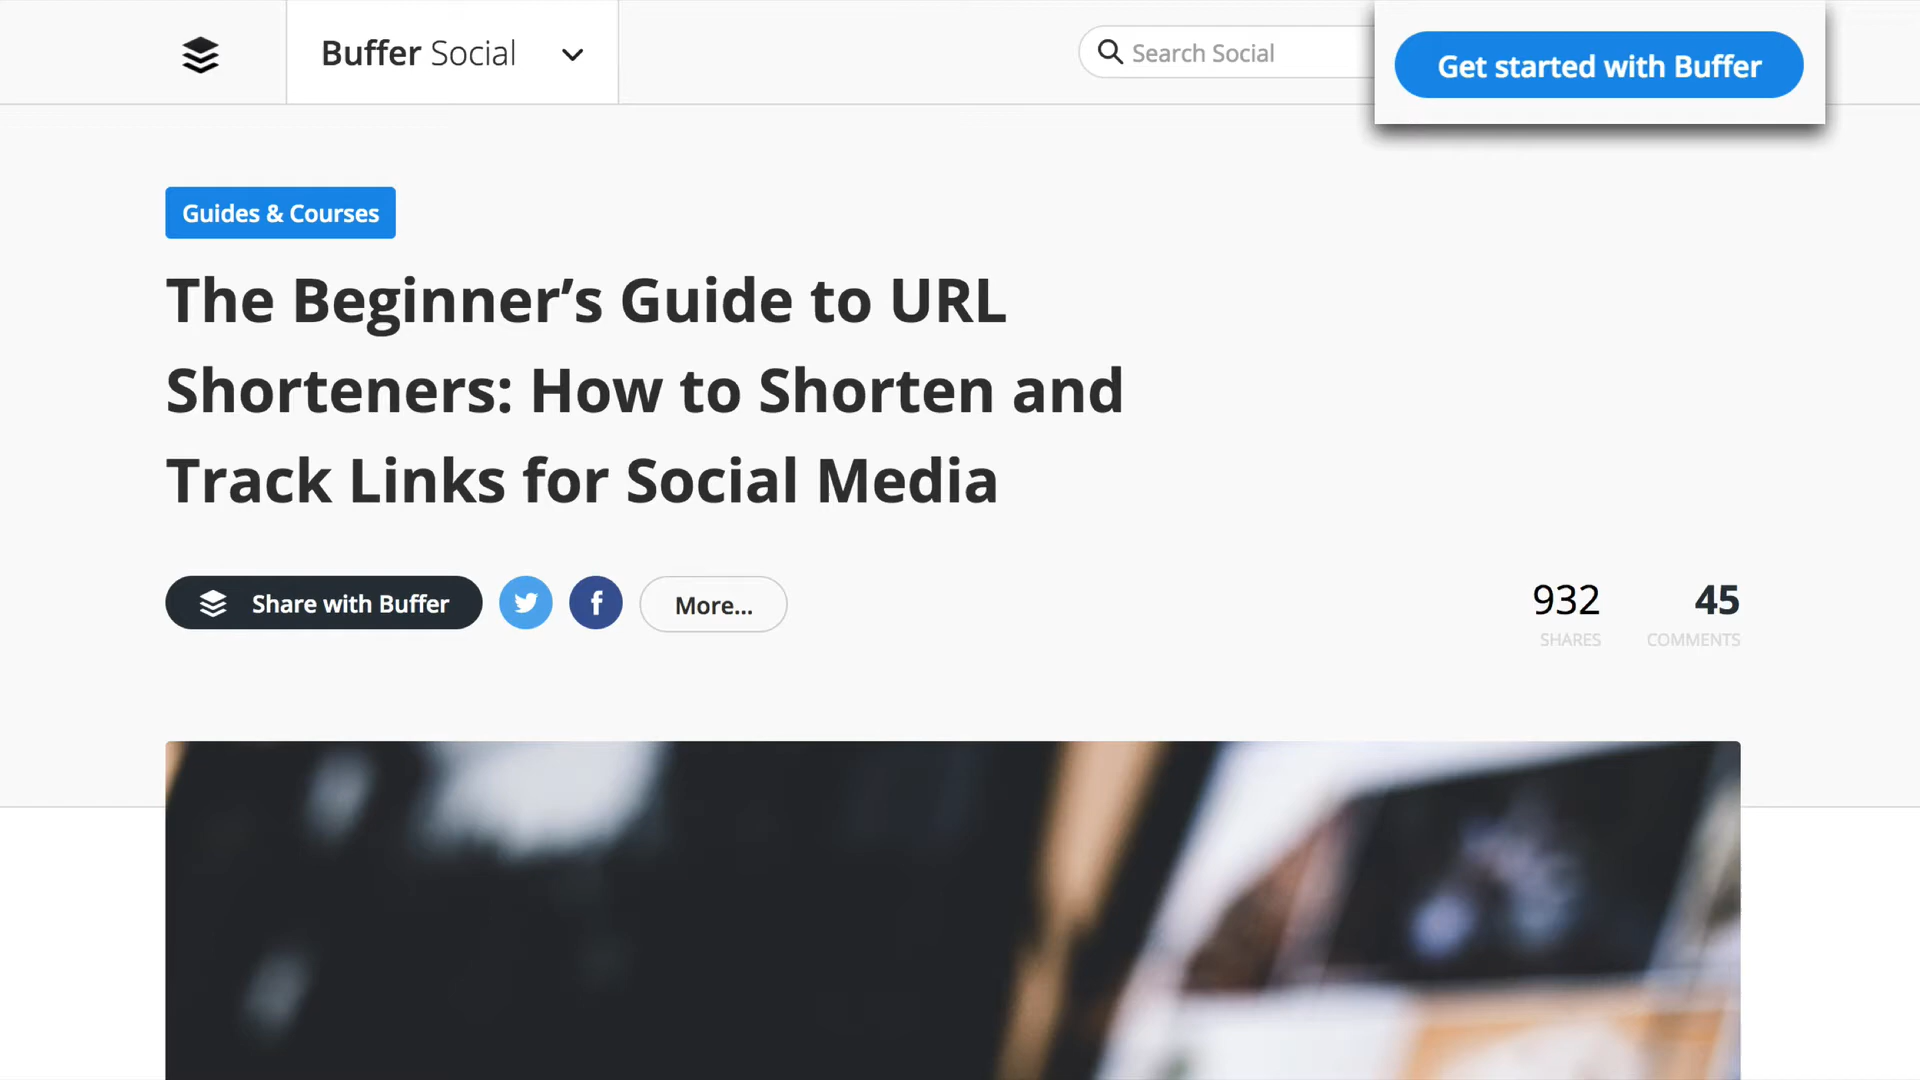 Buffer Social
Search Social
Get started with Buffer
Guides & Courses
The Beginner’s Guide to URL
Shorteners: How to Shorten and
Track Links for Social Media
Share with Buffer
More...
932
SHARES
45
COMMENTS